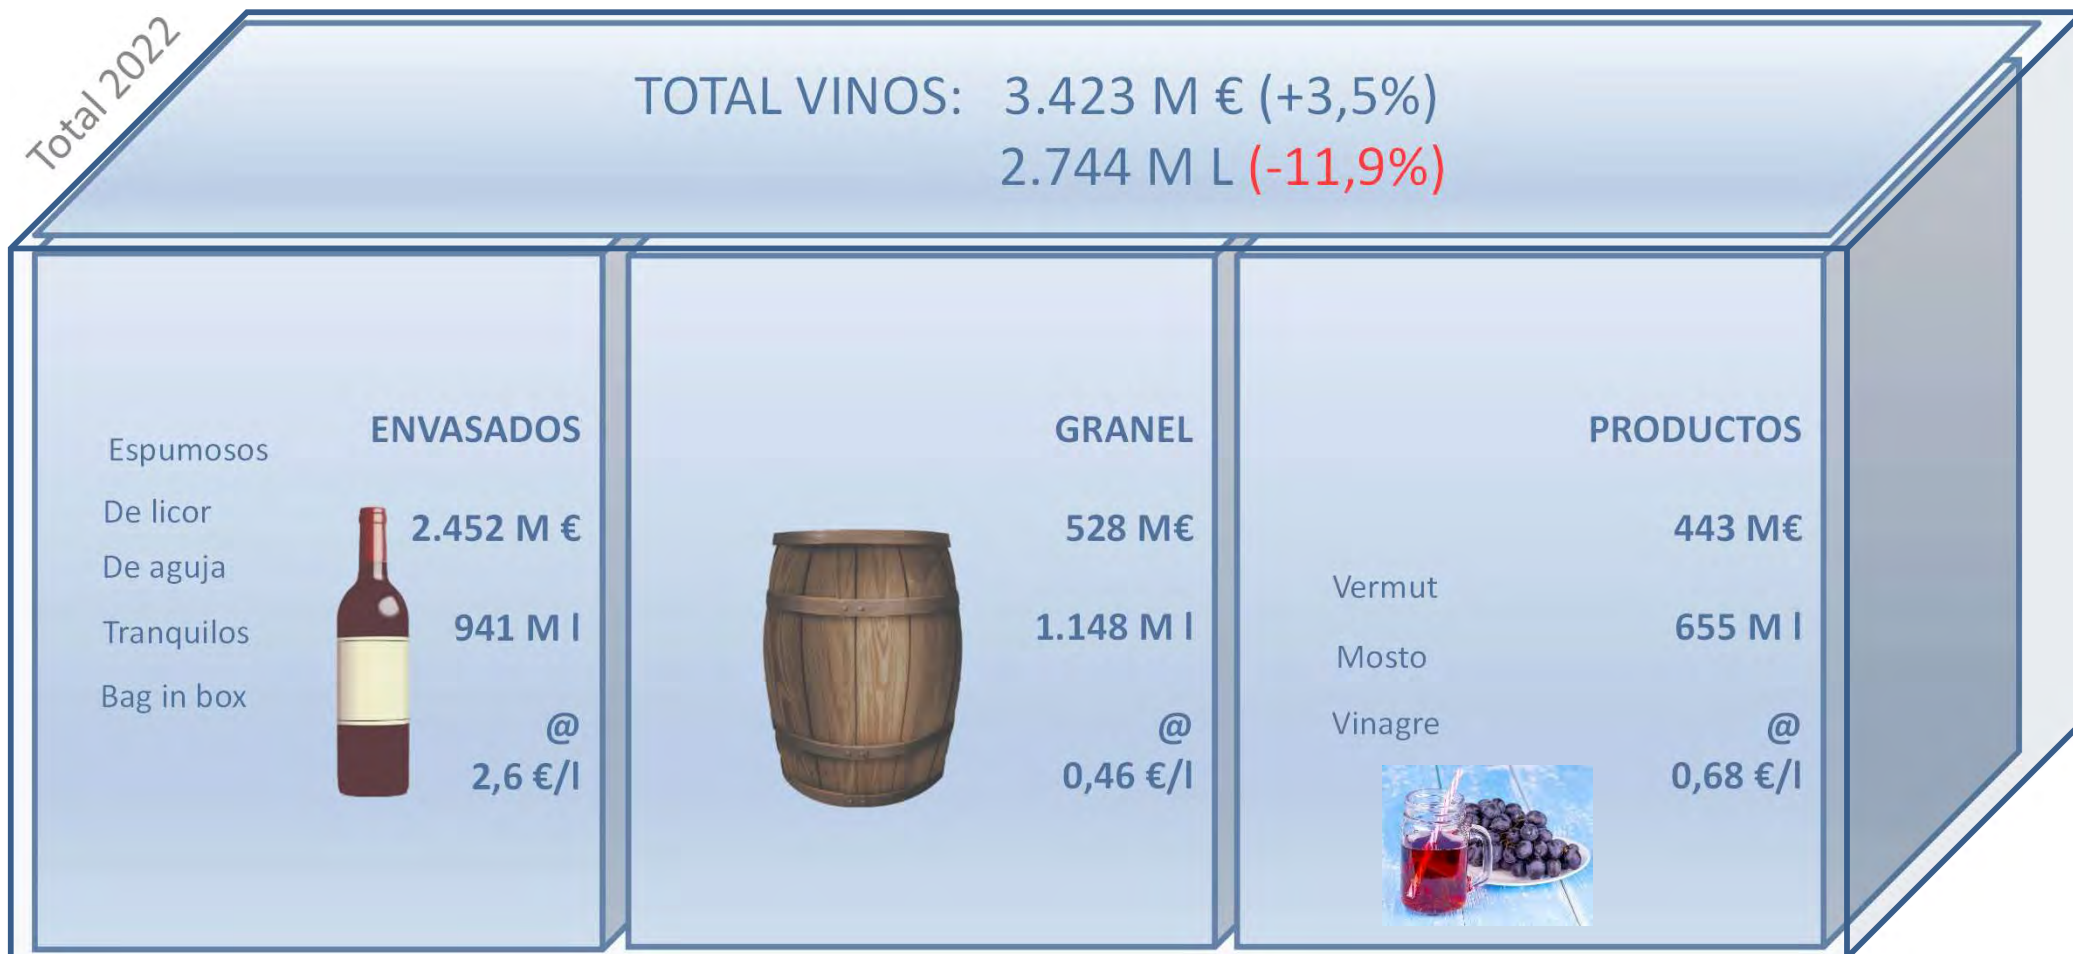 Total 2022
TOTAL VINOS: 3.423 M € (+3,5%)
2.744 M L (-11,9%)
ENVASADOS
Espumosos
De licor
2.452 M €
De aguja
Tranquilos
941 M l
Bag in box
@
2,6 €/l
GRANEL
528 M€
1.148 M l
@
0,46 €/l
PRODUCTOS
443 M€
Vermut
655 M l
Mosto
Vinagre
@
0,68 €/l